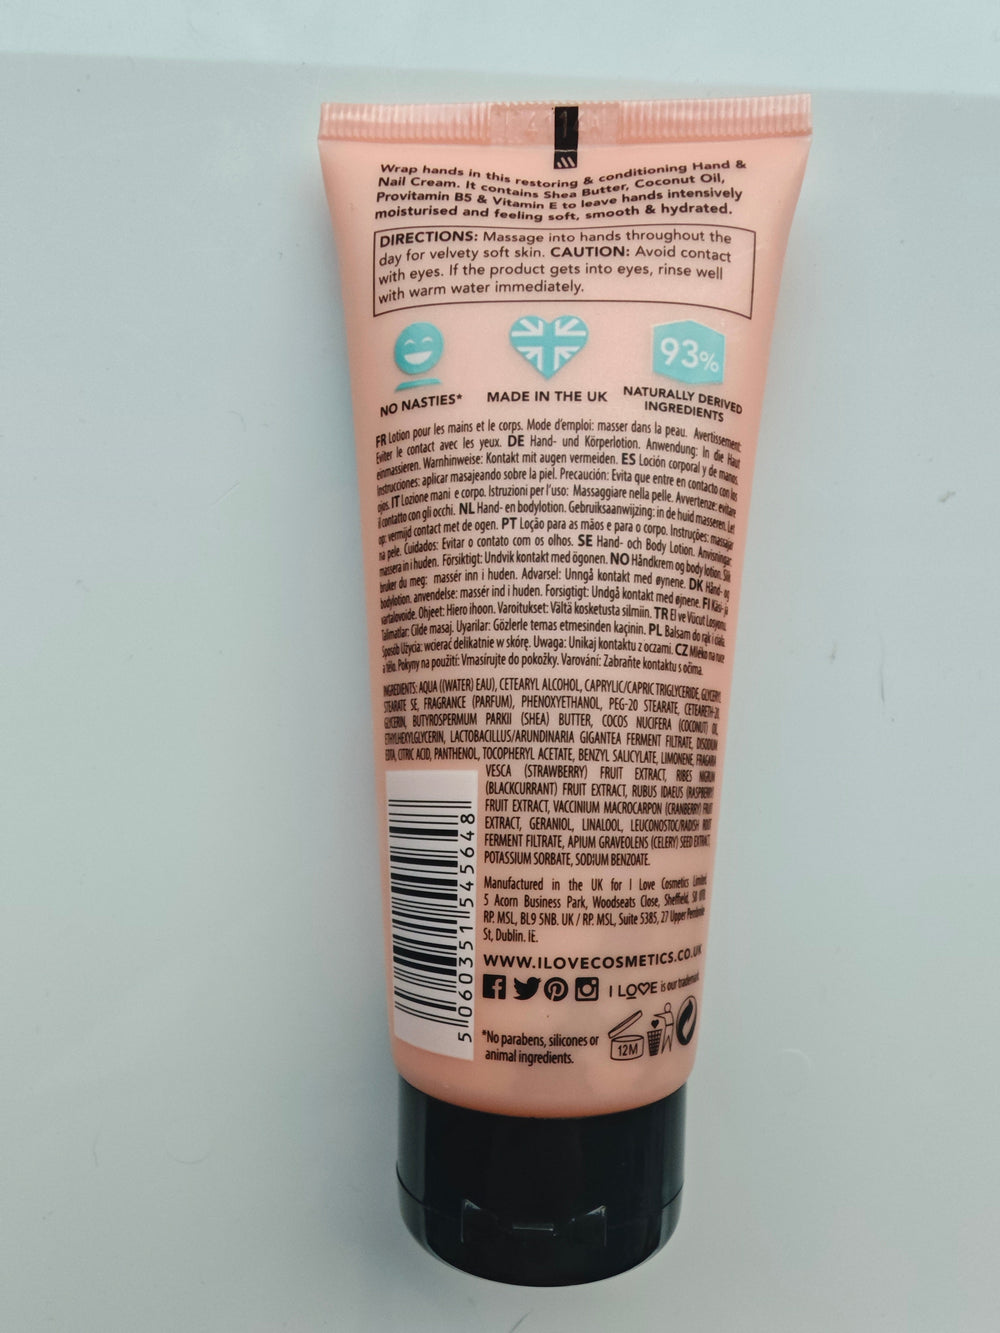 Wrap hands in this restoring & conditioning Hand &
Nail Cream. It contains Shea Butter, Coconut Oil,
Provitamin B5 & Vitamin E to leave hands intensively
moisturised and feeling soft, smooth & hydrated.
DIRECTIONS: Massage into hands throughout the
day for velvety soft skin. CAUTION: Avoid contact
with eyes. If the product gets into eyes, rinse well
with warm water immediately.
93%
NO NASTIES*
MADE IN THE UK
NATURALLY DERIVED
INGREDIENTS
FR Lotion pour les mains et le corps. Mode d'emploi: masser dans la peau. Avertissement:
Eviter le contact avec les yeux. DE Hand- und Körperlotion. Anwendung: In die Haut
einmassieren. Warnhinweise: Kontakt mit augen vermeiden. ES Loción corporal y de manos.
Instrucciones: aplicar masajeando sobre la piel. Precaución: Evita que entre en contacto con los
ojos. IT Lozione mani e corpo. Istruzioni per l'uso: Massaggiare nella pelle. Avvertenze: evitare
il contatto con gli occhi. NL Hand- en bodylotion. Gebruiksaanwijzing: in de huid masseren. Let
op: vermijd contact met de ogen. PT Loção para as mãos e para o corpo. Instruções: massajar
na pele. Cuidados: Evitar o contato com os olhos. SE Hand- och Body Lotion. Anvisningar:
massera in i huden. Försiktigt: Undvik kontakt med ögonen. NO Håndkrem og body lotion. Slik
bruker du meg: massér inn i huden. Advarsel: Unngå kontakt med øynene. DK Hånd- og
bodylotion. anvendelse: massér ind i huden. Forsigtigt: Undgå kontakt med øjnene. FI Käsi- ja
vartalovoide. Ohjeet: Hiero ihoon. Varoitukset: Vältä kosketusta silmiin. TR El ve Vücut Losyonu
Talimatlar: Cilde masaj. Uyarilar: Gözlerle temas etmesinden kaçinin. PL Balsam do rąk i ciała.
Sposób Użycia: wcierać delikatnie w skórę. Uwaga: Unikaj kontaktu z oczami. CZ Mléko na ruce
a tělo. Pokyny na použití: Vmasírujte do pokožky. Varování: Zabraňte kontaktu s očima.
INGREDIENTS: AQUA ((WATER) EAU), CETEARYL ALCOHOL, CAPRYLIC/CAPRIC TRIGLYCERIDE, GLYCERYL
STEARATE SE, FRAGRANCE (PARFUM), PHENOXYETHANOL, PEG-20 STEARATE, CETEARETH-20,
GLYCERIN, BUTYROSPERMUM PARKII (SHEA) BUTTER, COCOS NUCIFERA (COCONUT) OIL,
ETHYLHEXYLGLYCERIN, LACTOBACILLUS/ARUNDINARIA GIGANTEA FERMENT FILTRATE, DISODIUM
EDTA, CITRIC ACID, PANTHENOL, TOCOPHERYL ACETATE, BENZYL SALICYLATE, LIMONENE, FRAGARIA
VESCA (STRAWBERRY) FRUIT EXTRACT, RIBES NIGRUM
(BLACKCURRANT) FRUIT EXTRACT, RUBUS IDAEUS (RASPBERRY)
FRUIT EXTRACT, VACCINIUM MACROCARPON (CRANBERRY) FRUIT
EXTRACT, GERANIOL, LINALOOL, LEUCONOSTOC/RADISH ROOT
FERMENT FILTRATE, APIUM GRAVEOLENS (CELERY) SEED EXTRACT,
POTASSIUM SORBATE, SODIUM BENZOATE.
Manufactured in the UK for I Love Cosmetics Limited,
5 Acorn Business Park, Woodseats Close, Sheffield, S8 0TB.
RP. MSL, BL9 5NB. UK / RP. MSL, Suite 5385, 27 Upper Pembroke
St, Dublin. IE.
WWW.ILOVECOSMETICS.CO.UK
I LOVE is our trademark
*No parabens, silicones or
animal ingredients.
12M
5 060351 545648